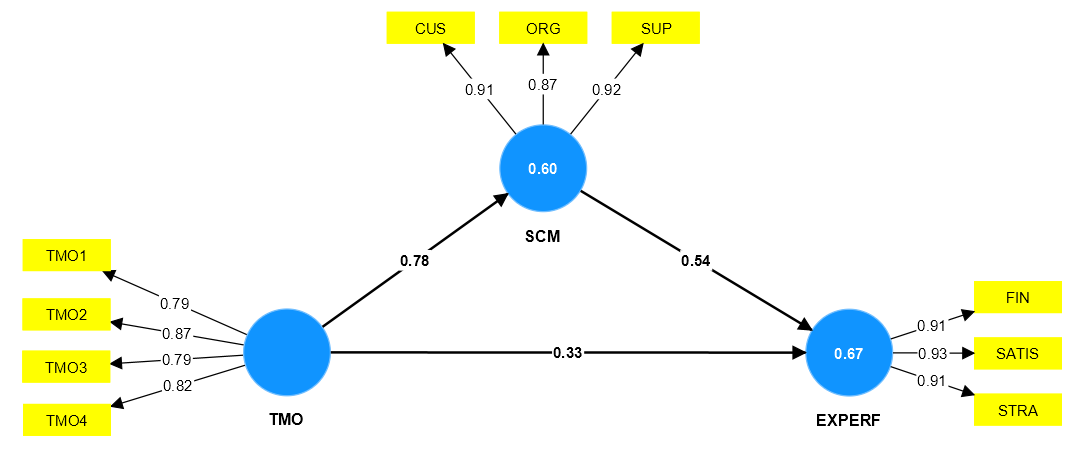 CUS ORG SUP
0.91 0.87 0.92
0.60
SCM
TMO1
TMO2
TMO3
TMO4
0.79
0.87
0.79
0.82
TMO
0.78
0.54
0.33
0.67
EXPERF
0.91
0.93
0.91
FIN
SATIS
STRA